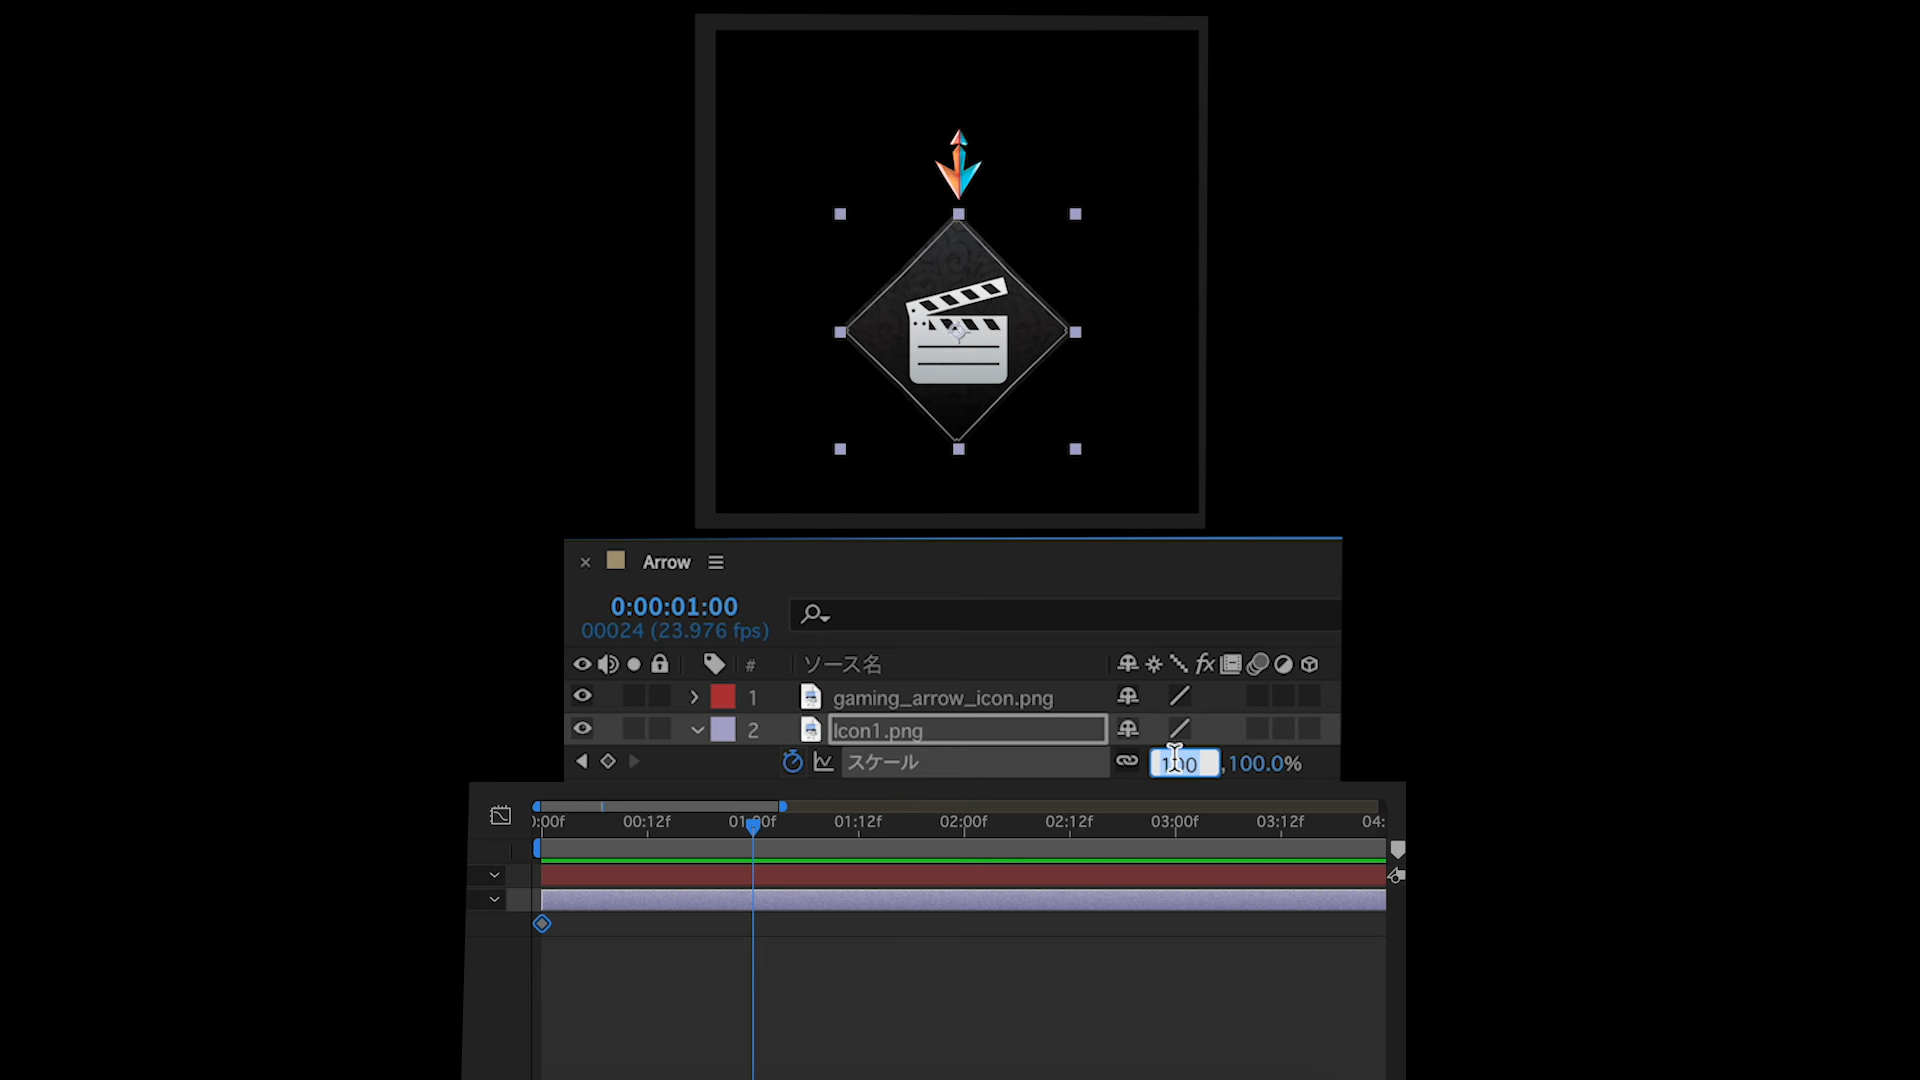 Arrow
0:00:01:00
00024 (23.976 fps)
# ソース名 fx
1 gaming_arrow_icon.png
2 Icon1.png
スケール 100 ,100.0%
):00f 00:12f 01:00f 01:12f 02:00f 02:12f 03:00f 03:12f 04: